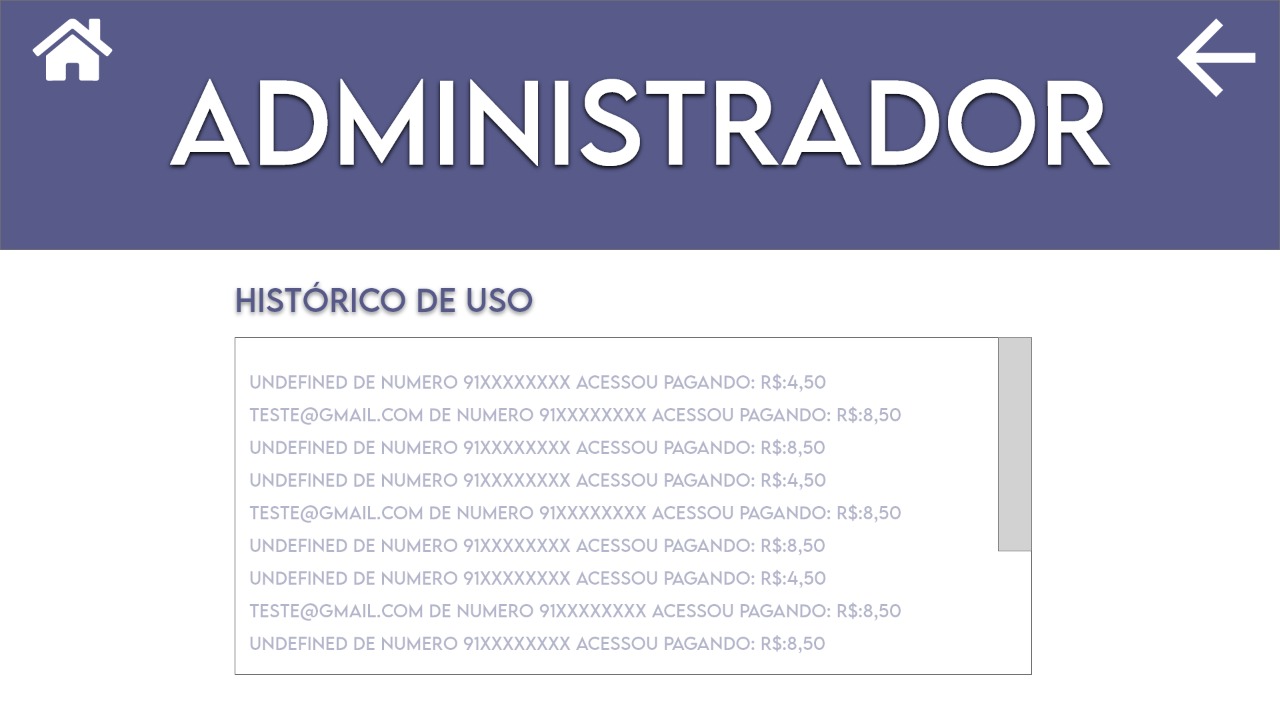 ADMINISTRADOR
HISTÓRICO DE USO
UNDEFINED DE NUMERO 91XXXXXXXX ACESSOU PAGANDO: R$:4,50
TESTE@GMAIL.COM DE NUMERO 91XXXXXXXX ACESSOU PAGANDO: R$:8,50
UNDEFINED DE NUMERO 91XXXXXXXX ACESSOU PAGANDO: R$:8,50
UNDEFINED DE NUMERO 91XXXXXXXX ACESSOU PAGANDO: R$:4,50
TESTE@GMAIL.COM DE NUMERO 91XXXXXXXX ACESSOU PAGANDO: R$:8,50
UNDEFINED DE NUMERO 91XXXXXXXX ACESSOU PAGANDO: R$:8,50
UNDEFINED DE NUMERO 91XXXXXXXX ACESSOU PAGANDO: R$:4,50
TESTE@GMAIL.COM DE NUMERO 91XXXXXXXX ACESSOU PAGANDO: R$:8,50
UNDEFINED DE NUMERO 91XXXXXXXX ACESSOU PAGANDO: R$:8,50